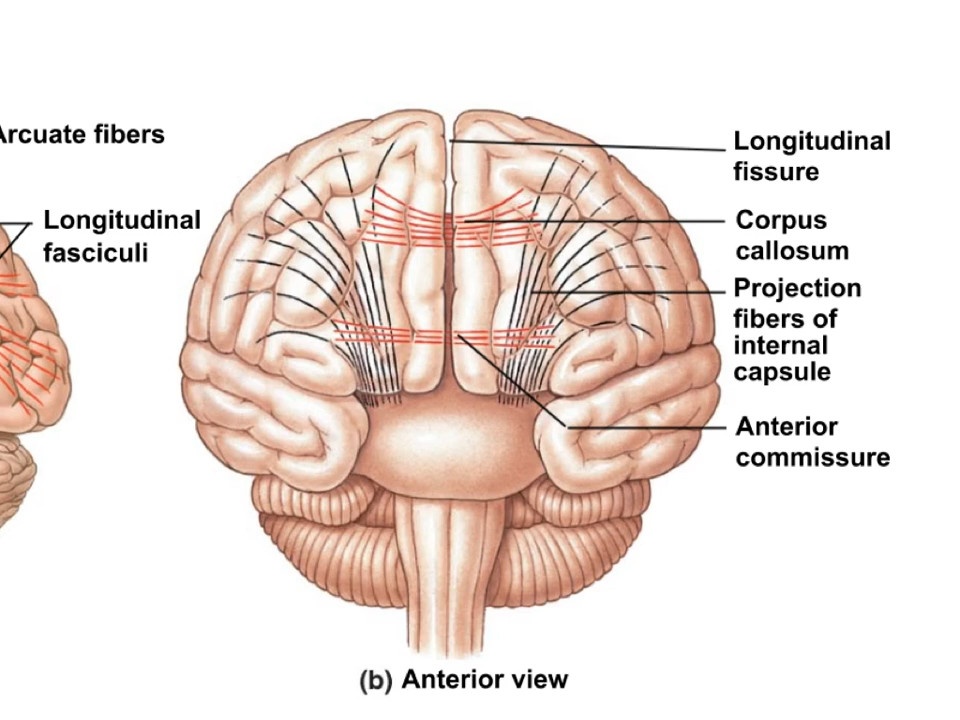 Arcuate fibers
Longitudinal
fasciculi
Longitudinal
fissure
Corpus
callosum
Projection
fibers of
internal
capsule
Anterior
commissure
(b) Anterior view